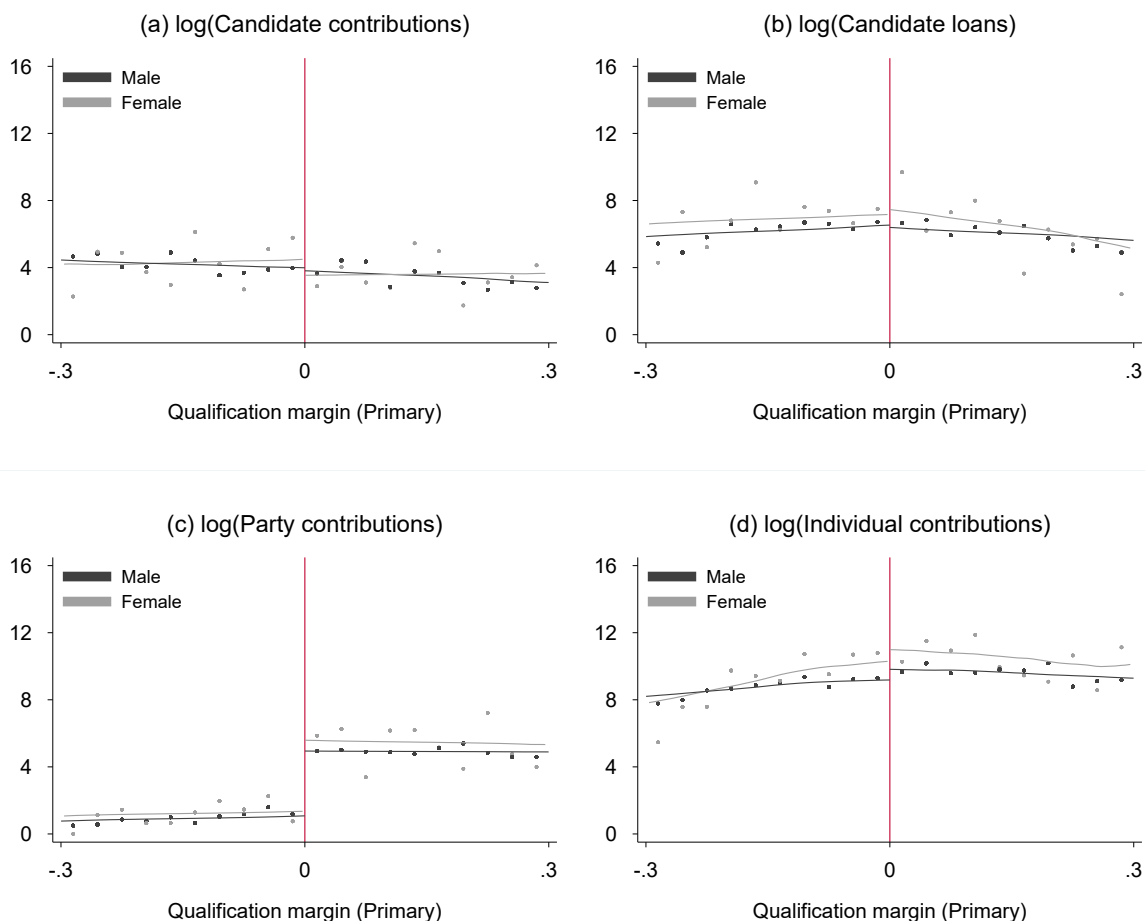 (a) log(Candidate contributions)
16
12
8
4
0
Male
Female
-.3
0
.3
Qualification margin (Primary)
(b) log(Candidate loans)
16
12
8
4
0
Male
Female
-.3
0
.3
Qualification margin (Primary)
(c) log(Party contributions)
16
12
8
4
0
Male
Female
-.3
0
.3
Qualification margin (Primary)
(d) log(Individual contributions)
16
12
8
4
0
Male
Female
-.3
0
.3
Qualification margin (Primary)